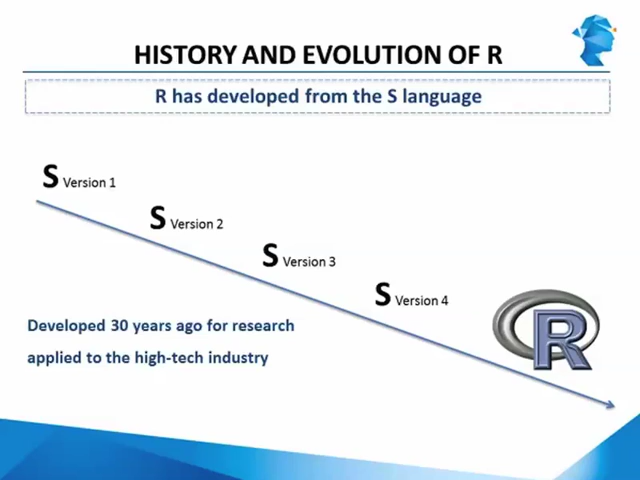 HISTORY AND EVOLUTION OF R
R has developed from the S language
S Version 1
S Version 2
S Version 3
S Version 4
Developed 30 years ago for research
applied to the high-tech industry
R